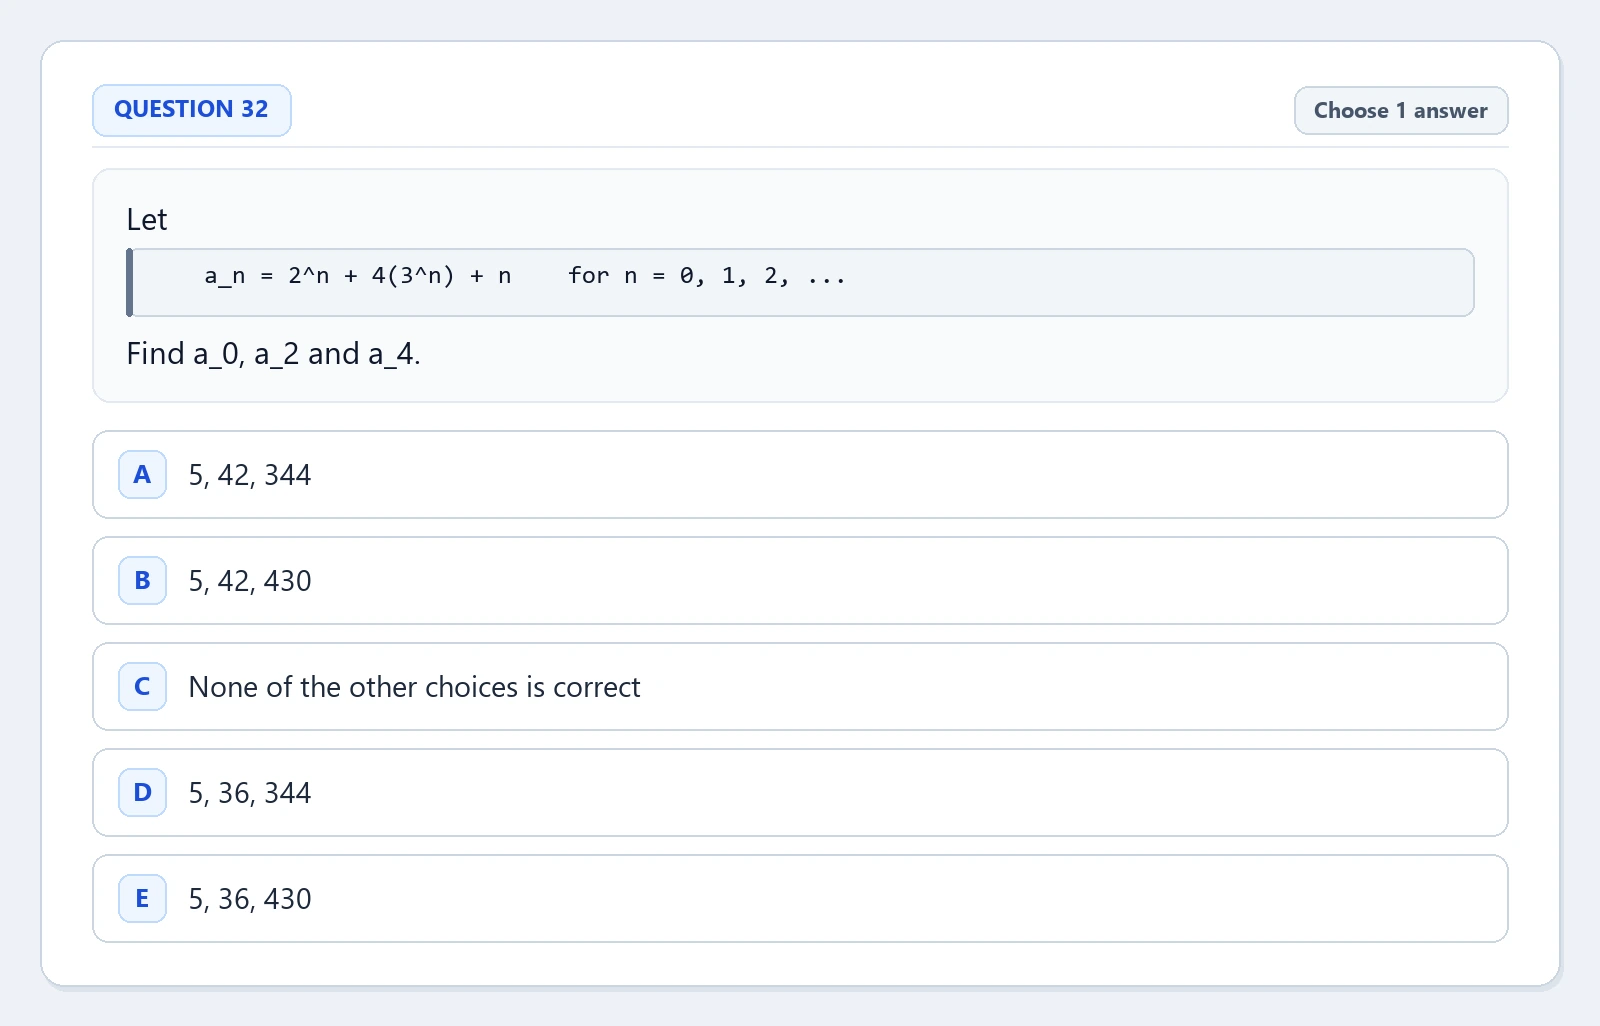 QUESTION 32
Choose 1 answer
Let
a_n = 2^n + 4(3^n) + n    for n = 0, 1, 2, ...
Find a_0, a_2 and a_4.
A 5, 42, 344
B 5, 42, 430
C None of the other choices is correct
D 5, 36, 344
E 5, 36, 430